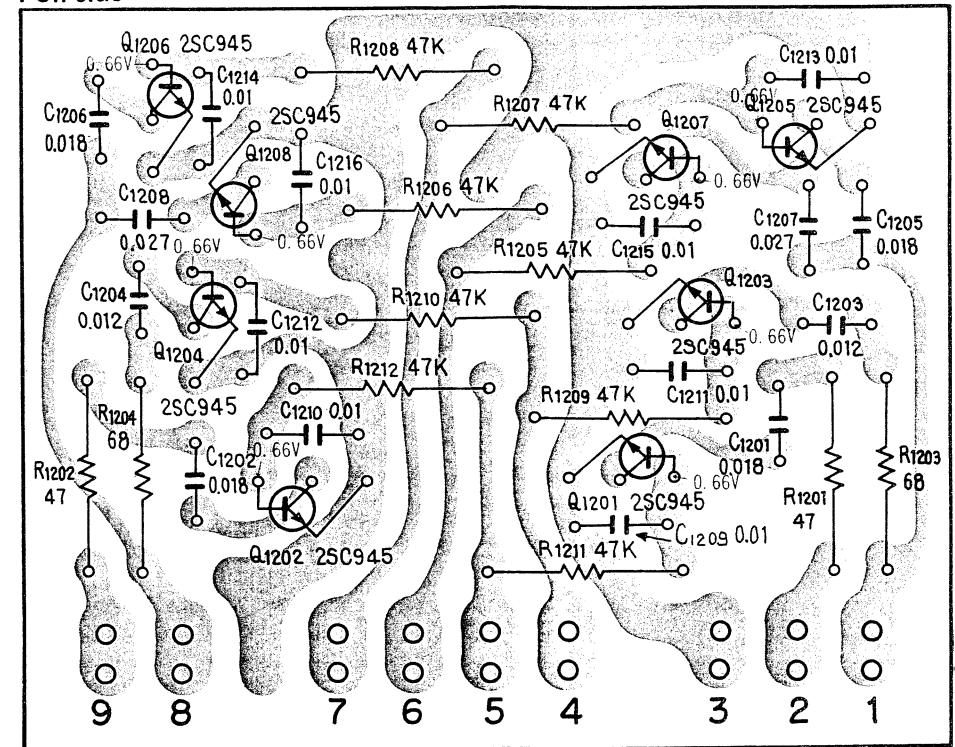 Q1206 2SC945
0.66V
C1214
0.01
C1206
0.018
R1208 47K
C1213 0.01
0.66V
Q1205 2SC945
2SC945
Q1208
R1207 47K
Q1207
C1216
0.01
0.66V
C1208
0.027
R1206 47K
2SC945
C1215 0.01
0.66V
C1207
0.027
C1205
0.018
0.66V
C1204
0.012
R1205 47K
Q1203
R1210 47K
C1203
0.012
Q1204
2SC945
C1212
0.01
0.66V
2SC945
R1212 47K
C1211 0.01
R1204
68
C1210 0.01
R1209 47K
C1201
0.018
R1202
47
C1202
0.018
0.66V
0.66V
R1203
68
R1201
47
Q1201 2SC945
C1209 0.01
Q1202 2SC945
R1211 47K
9 8 7 6 5 4 3 2 1